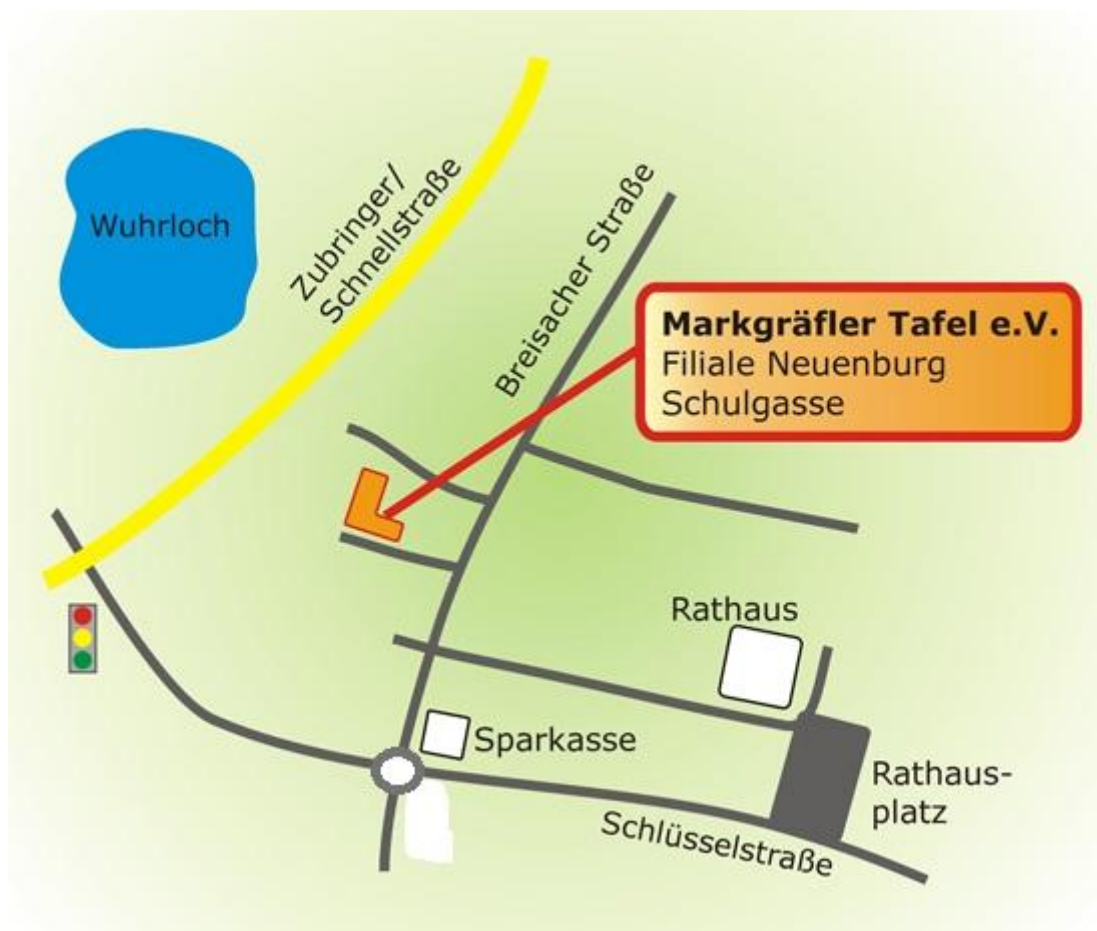 Wuhrloch
Zubringer/
Schnellstraße
Breisacher Straße
Markgräfler Tafel e.V.
Filiale Neuenburg
Schulgasse
Rathaus
Sparkasse
Rathaus-
platz
Schlüsselstraße